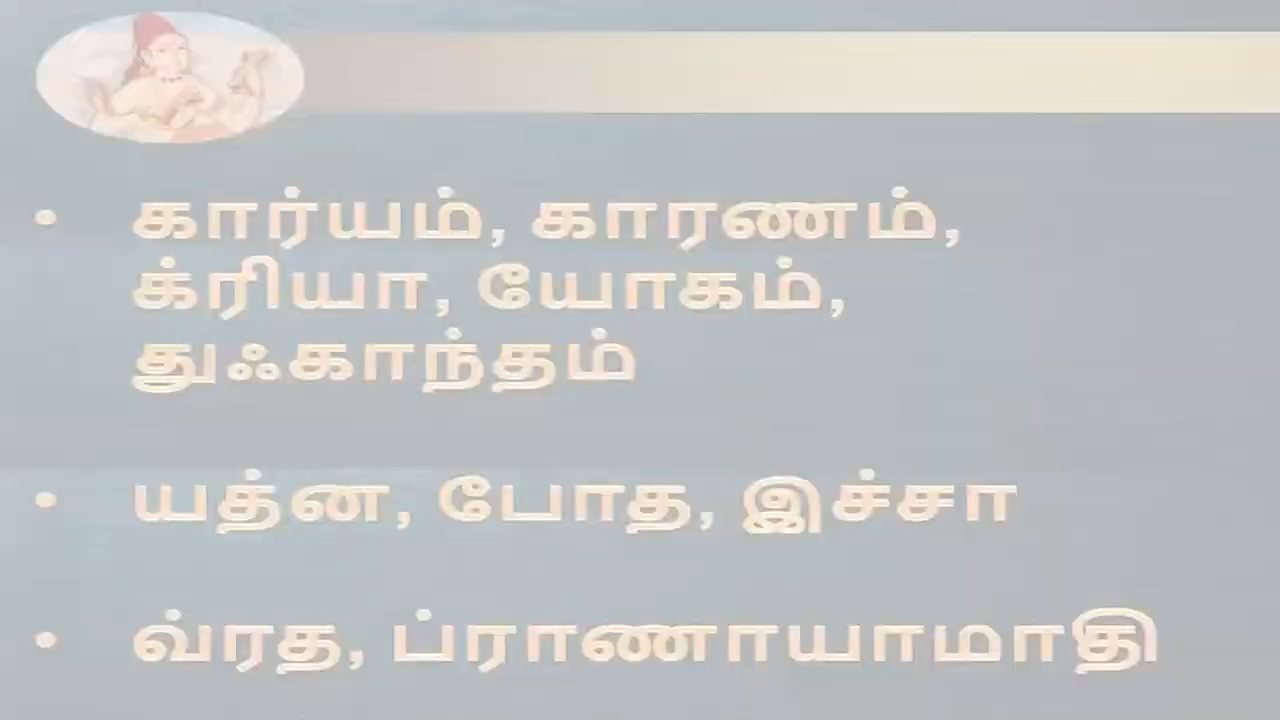 • கார்யம், காரணம்,
க்ரியா, யோகம்,
துஃகாந்தம்
• யத்ன, போத, இச்சா
• வ்ரத, ப்ராணாயாமாதி